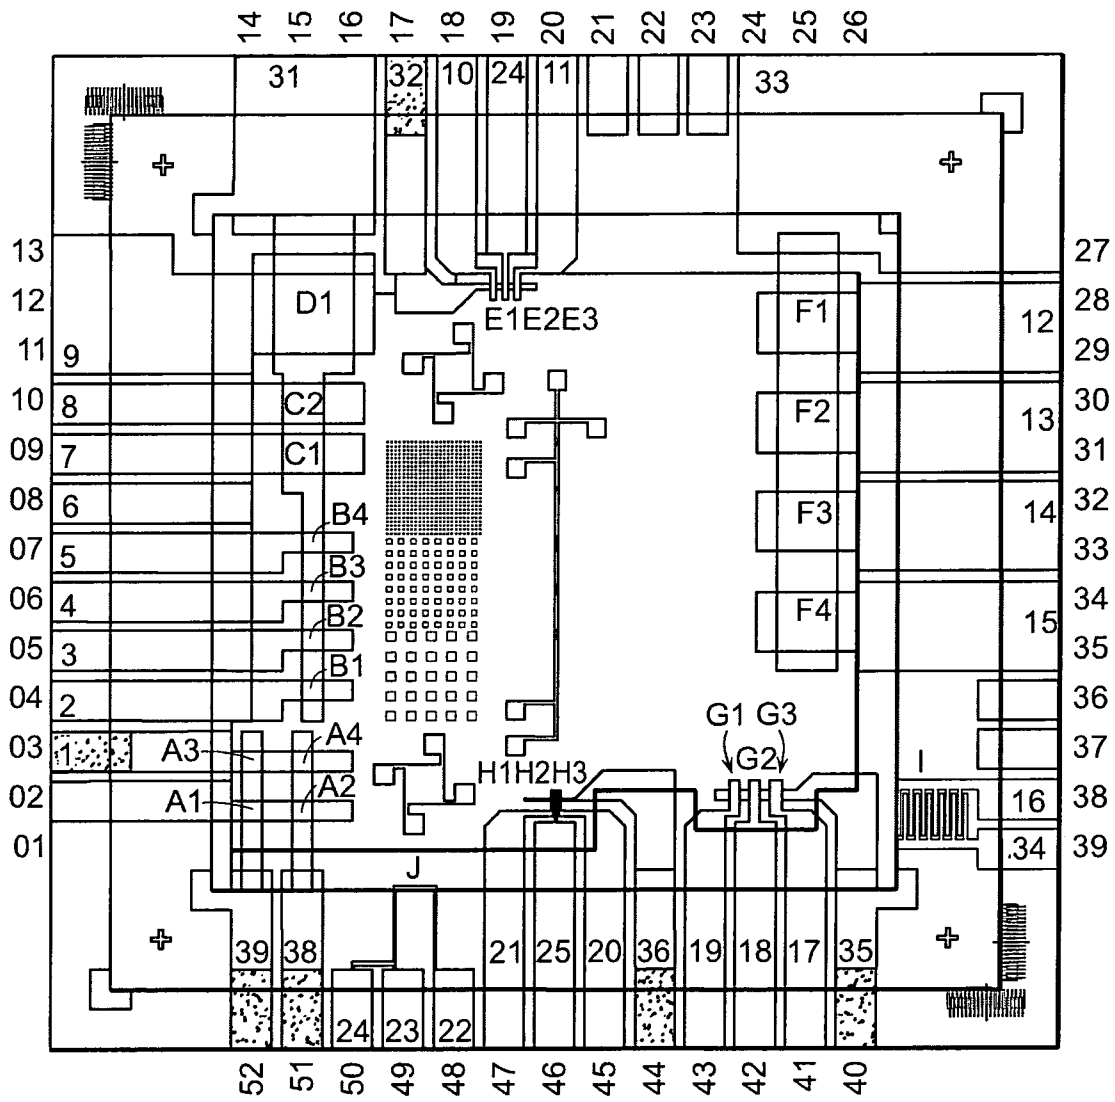 14 15 16 17 18 19 20 21 22 23 24 25 26
31 32 10 24 11 33
13 27
12 D1 F1 28
E1E2E3 12
11 9 29
10 8 C2 F2 13 30
09 7 C1 31
08 6 B4 F3 14 32
07 5 33
06 4 B3 F4 34
05 3 B2 15 35
04 2 B1 36
G1 G3
03 1 A3 A4 G2 I 37
H1H2H3
02 A1 A2 16 38
01 .34 39
J
39 38 21 25 20 36 19 18 17 35
24 23 22
52 51 50 49 48 47 46 45 44 43 42 41 40